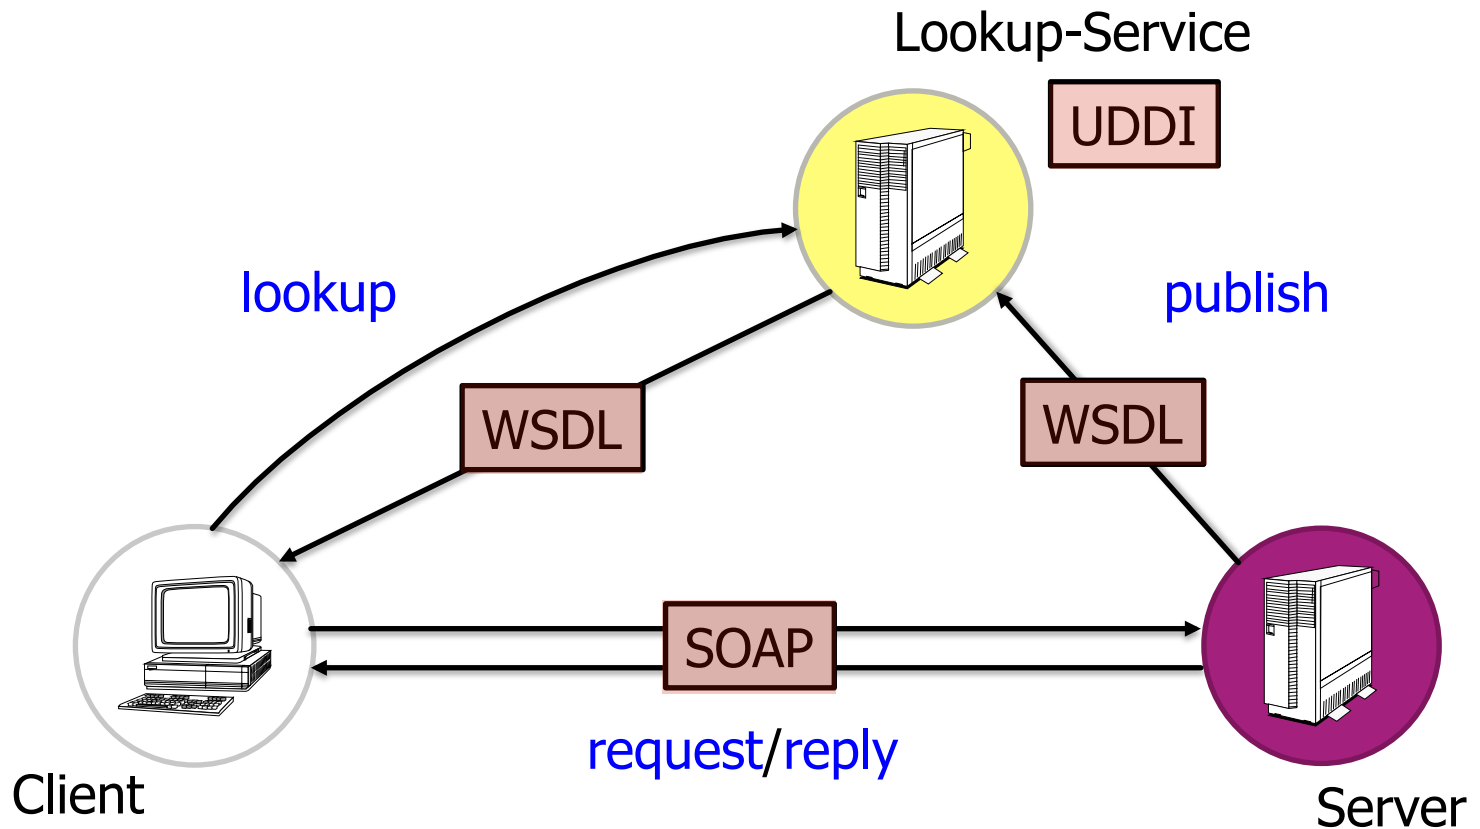 Lookup-Service
UDDI
lookup
publish
WSDL
WSDL
SOAP
request/reply
Client
Server